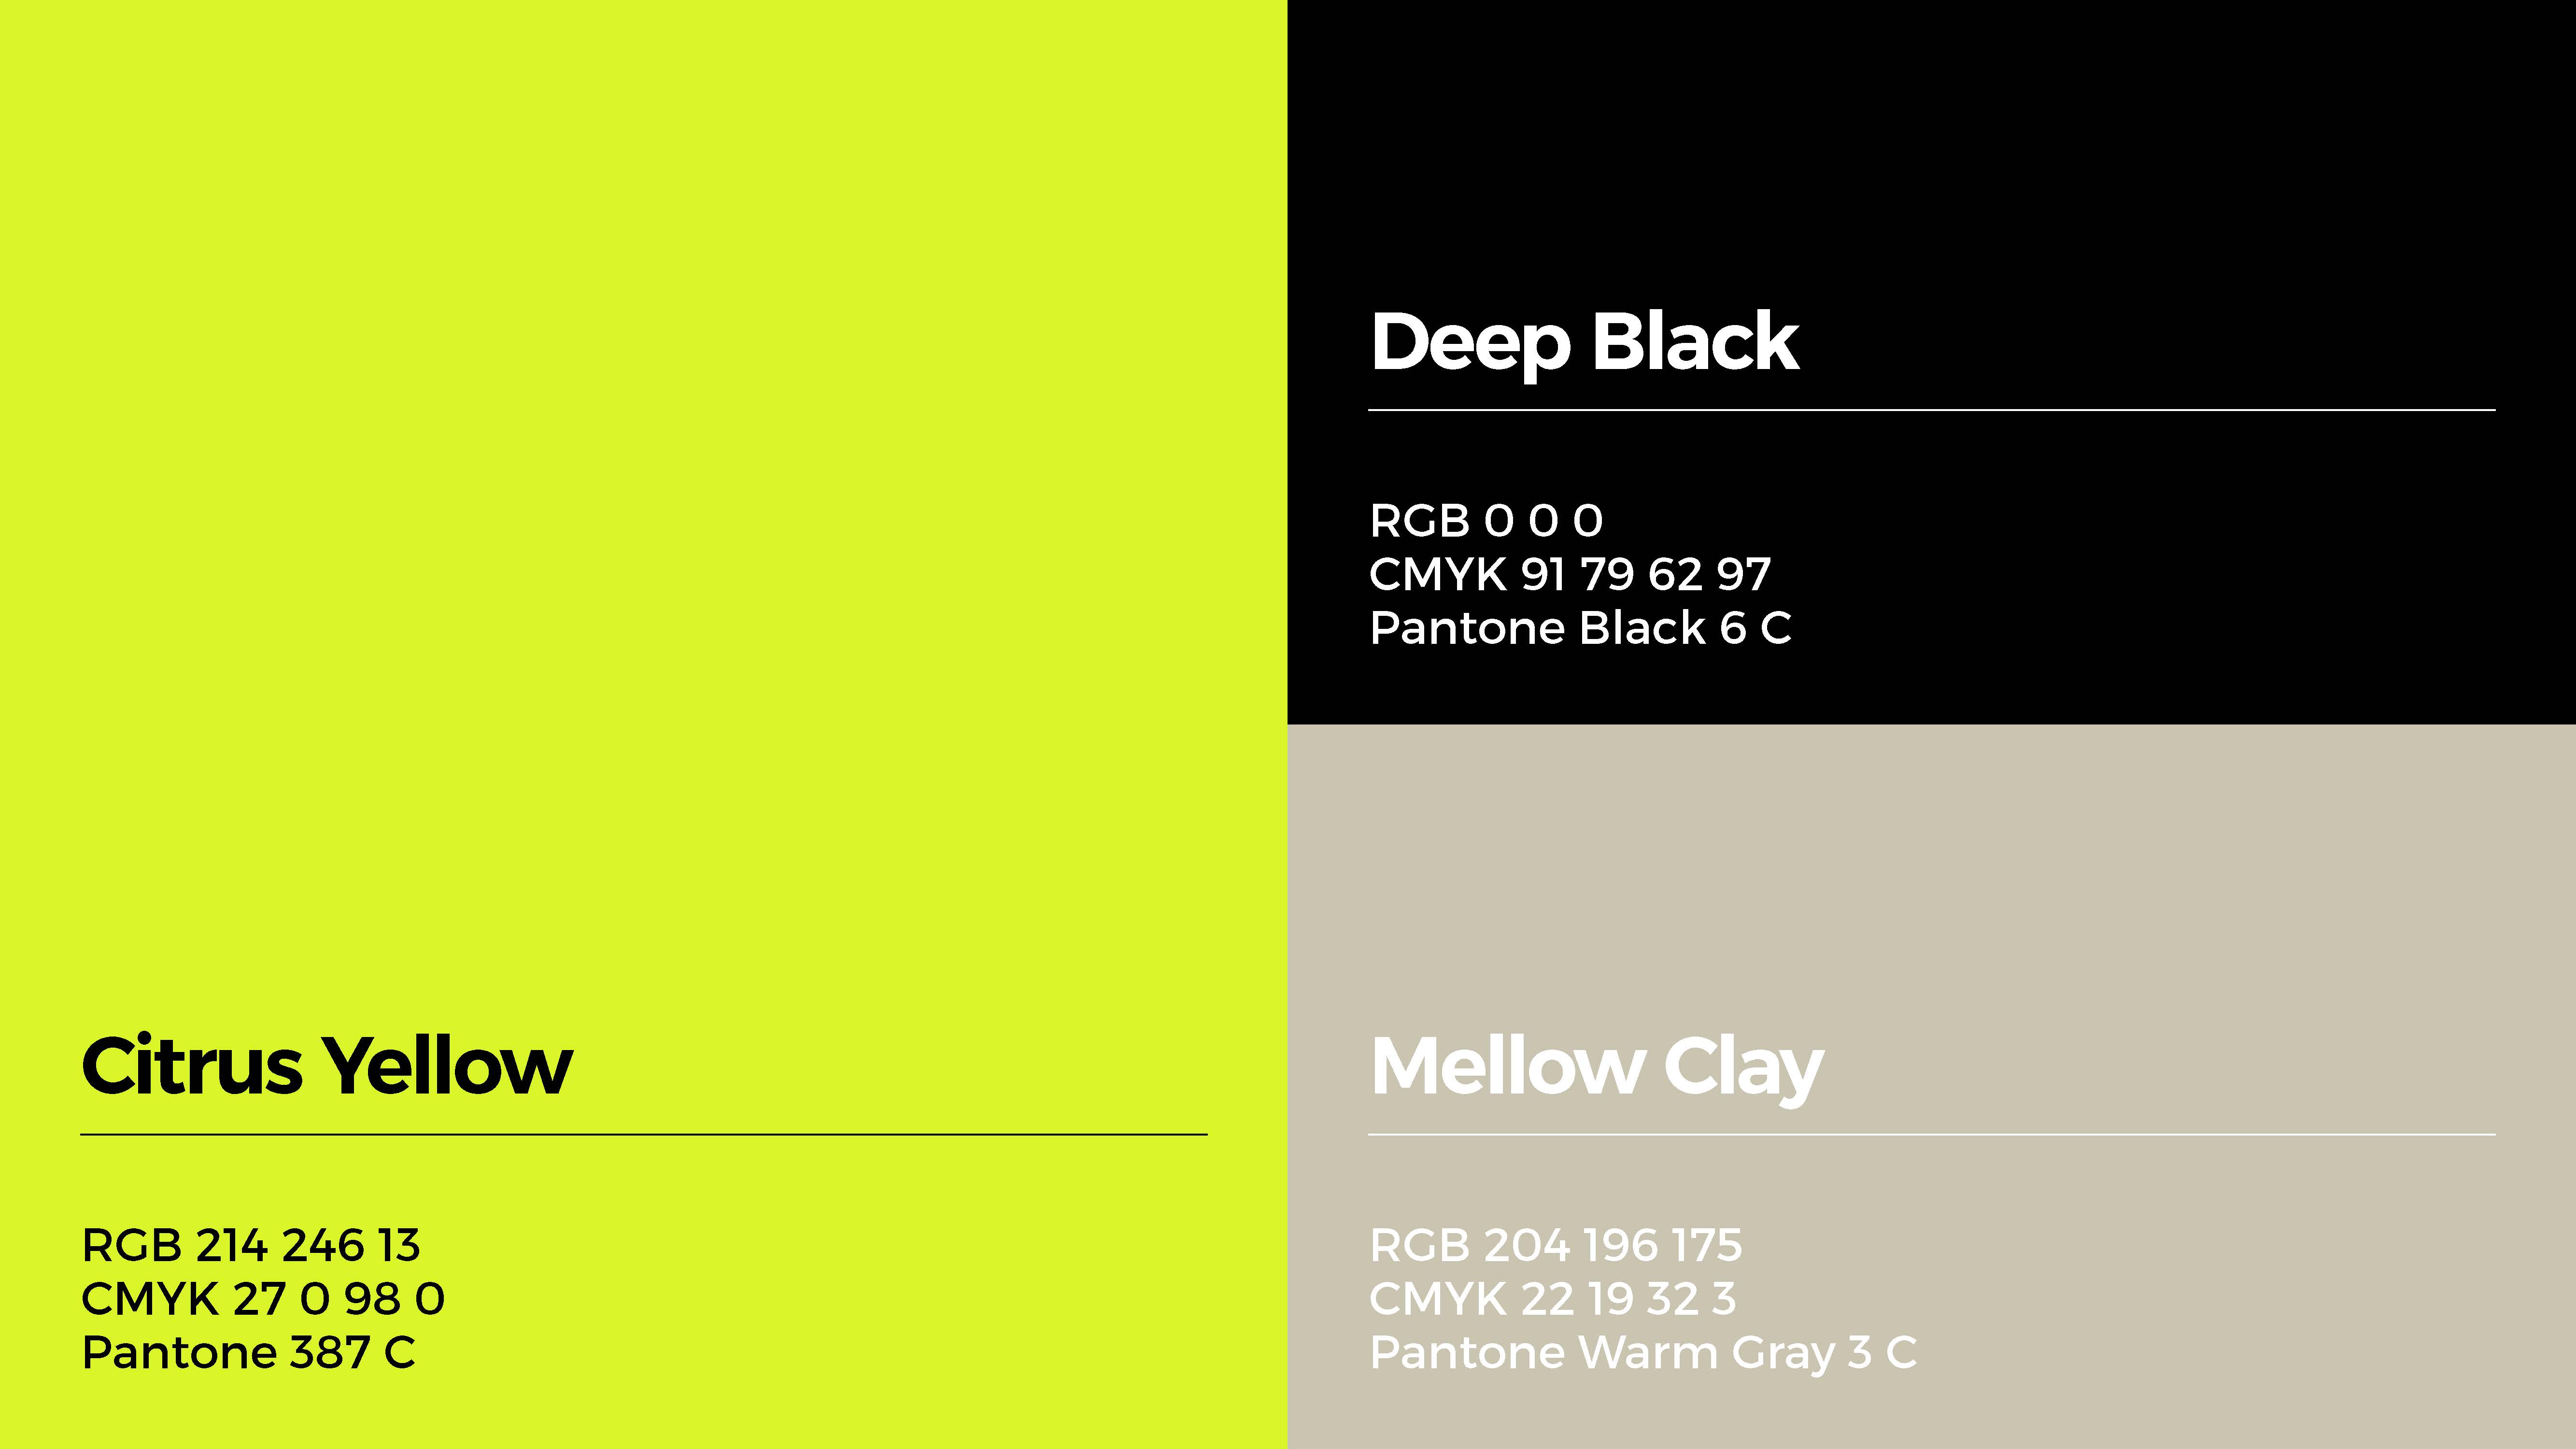 Citrus Yellow
RGB 214 246 13
CMYK 27 0 98 0
Pantone 387 C
Deep Black
RGB 0 0 0
CMYK 91 79 62 97
Pantone Black 6 C
Mellow Clay
RGB 204 196 175
CMYK 22 19 32 3
Pantone Warm Gray 3 C